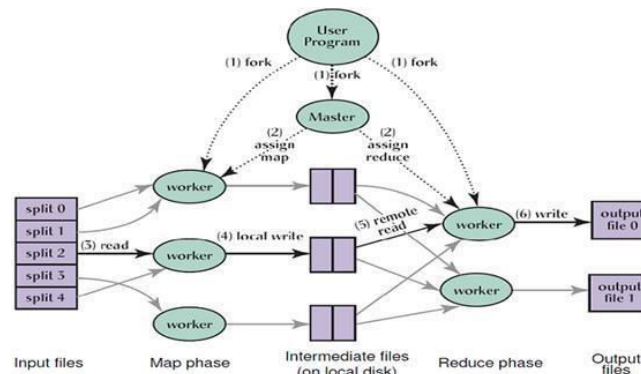 User
Program
(1) fork
(1) fork
(1) fork
Master
(2)
assign
map
(2)
assign
reduce
worker
split 0
split 1
split 2
split 3
split 4
(3) read
worker
(4) local write
(5) remote
read
worker
(6) write
output
file 0
worker
output
file 1
worker
Input files
Map phase
Intermediate files
(on local disk)
Reduce phase
Output
files